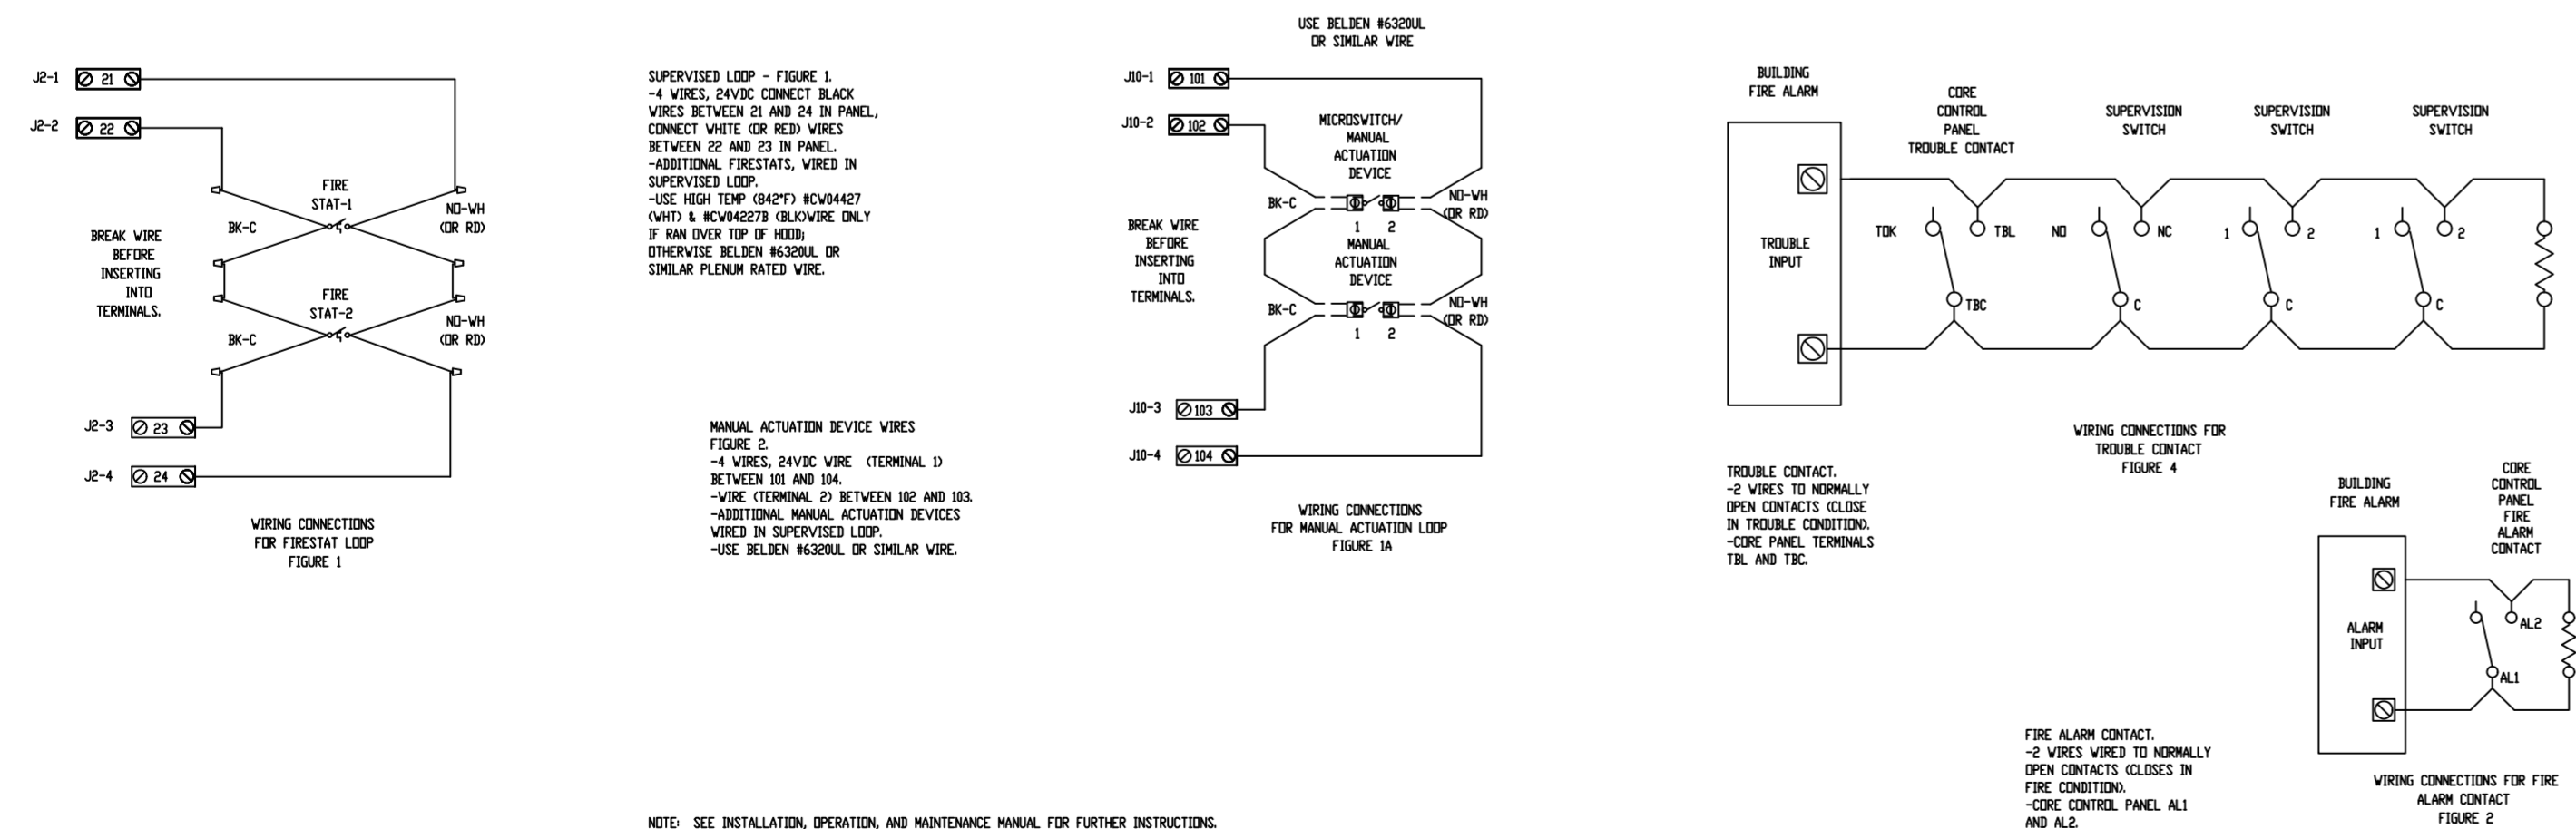 J2-1
21
J2-2
22
FIRE
STAT-1
BK-C
NO-WH
(OR RD)
BREAK WIRE
BEFORE
INSERTING
INTO
TERMINALS.
FIRE
STAT-2
BK-C
NO-WH
(OR RD)
J2-3
23
J2-4
24
WIRING CONNECTIONS
FOR FIRESTAT LOOP
FIGURE 1
SUPERVISED LOOP - FIGURE 1.
-4 WIRES, 24VDC CONNECT BLACK
WIRES BETWEEN 21 AND 24 IN PANEL,
CONNECT WHITE (OR RED) WIRES
BETWEEN 22 AND 23 IN PANEL.
-ADDITIONAL FIRESTATS, WIRED IN
SUPERVISED LOOP.
-USE HIGH TEMP (842°F) #CW04427
(WHT) & #CW04227B (BLK)WIRE ONLY
IF RAN OVER TOP OF HOOD;
OTHERWISE BELDEN #6320UL OR
SIMILAR PLENUM RATED WIRE.
MANUAL ACTUATION DEVICE WIRES
FIGURE 2.
-4 WIRES, 24VDC WIRE (TERMINAL 1)
BETWEEN 101 AND 104.
-WIRE (TERMINAL 2) BETWEEN 102 AND 103.
-ADDITIONAL MANUAL ACTUATION DEVICES
WIRED IN SUPERVISED LOOP.
-USE BELDEN #6320UL OR SIMILAR WIRE.
USE BELDEN #6320UL
OR SIMILAR WIRE
J10-1
101
J10-2
102
MICROSWITCH/
MANUAL
ACTUATION
DEVICE
BK-C
NO-WH
(OR RD)
1 2
BREAK WIRE
BEFORE
INSERTING
INTO
TERMINALS.
MANUAL
ACTUATION
DEVICE
BK-C
NO-WH
(OR RD)
1 2
J10-3
103
J10-4
104
WIRING CONNECTIONS
FOR MANUAL ACTUATION LOOP
FIGURE 1A
BUILDING
FIRE ALARM
CORE
CONTROL
PANEL
TROUBLE CONTACT
SUPERVISION
SWITCH
SUPERVISION
SWITCH
SUPERVISION
SWITCH
TROUBLE
INPUT
TOK
TBL
TBC
NO
NC
C
1
2
C
1
2
C
WIRING CONNECTIONS FOR
TROUBLE CONTACT
FIGURE 4
TROUBLE CONTACT.
-2 WIRES TO NORMALLY
OPEN CONTACTS (CLOSE
IN TROUBLE CONDITION).
-CORE PANEL TERMINALS
TBL AND TBC.
BUILDING
FIRE ALARM
CORE
CONTROL
PANEL
FIRE
ALARM
CONTACT
ALARM
INPUT
AL2
AL1
FIRE ALARM CONTACT.
-2 WIRES WIRED TO NORMALLY
OPEN CONTACTS (CLOSES IN
FIRE CONDITION).
-CORE CONTROL PANEL AL1
AND AL2.
WIRING CONNECTIONS FOR FIRE
ALARM CONTACT
FIGURE 2
NOTE: SEE INSTALLATION, OPERATION, AND MAINTENANCE MANUAL FOR FURTHER INSTRUCTIONS.